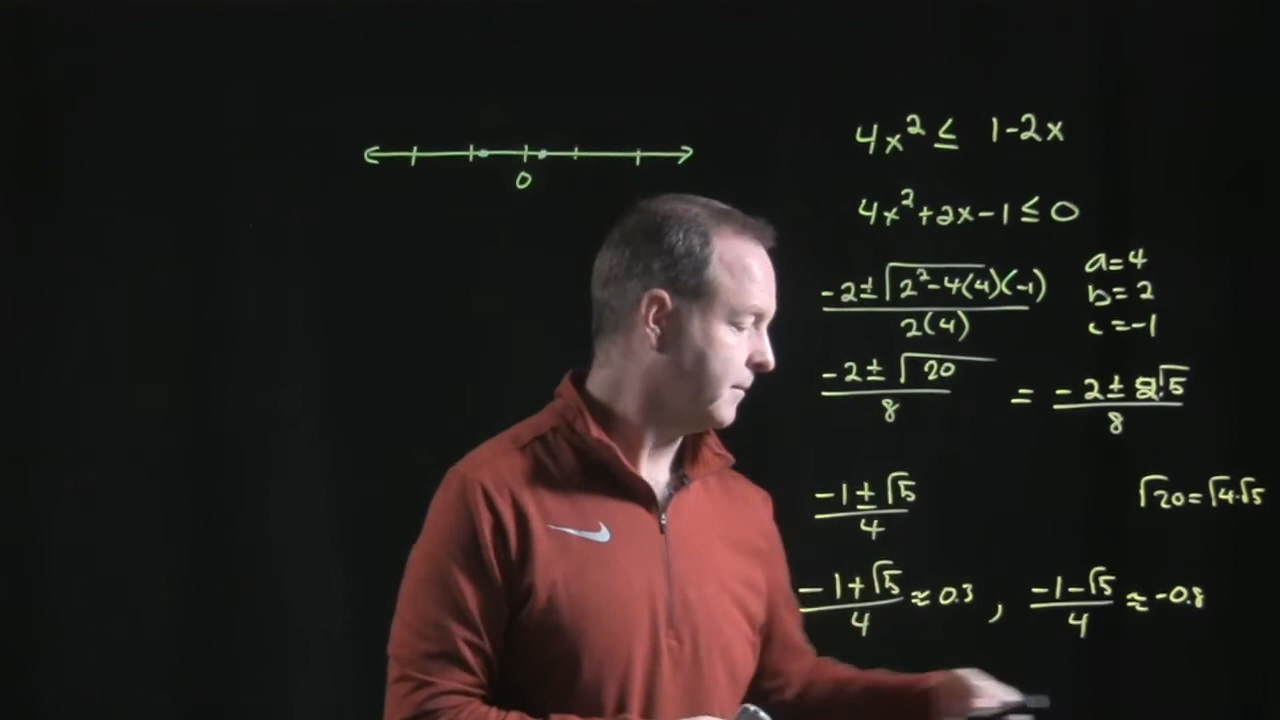 0
4x² ≤ 1-2x
4x²+2x-1≤0
a=4
b=2
c=-1
-2±√(2²-4(4)(-1)) / 2(4)
-2±√20 / 8 = -2±2√5 / 8
-1±√5 / 4
√20=√4·√5
-1+√5 / 4 ≈ 0.3 , -1-√5 / 4 ≈ -0.8